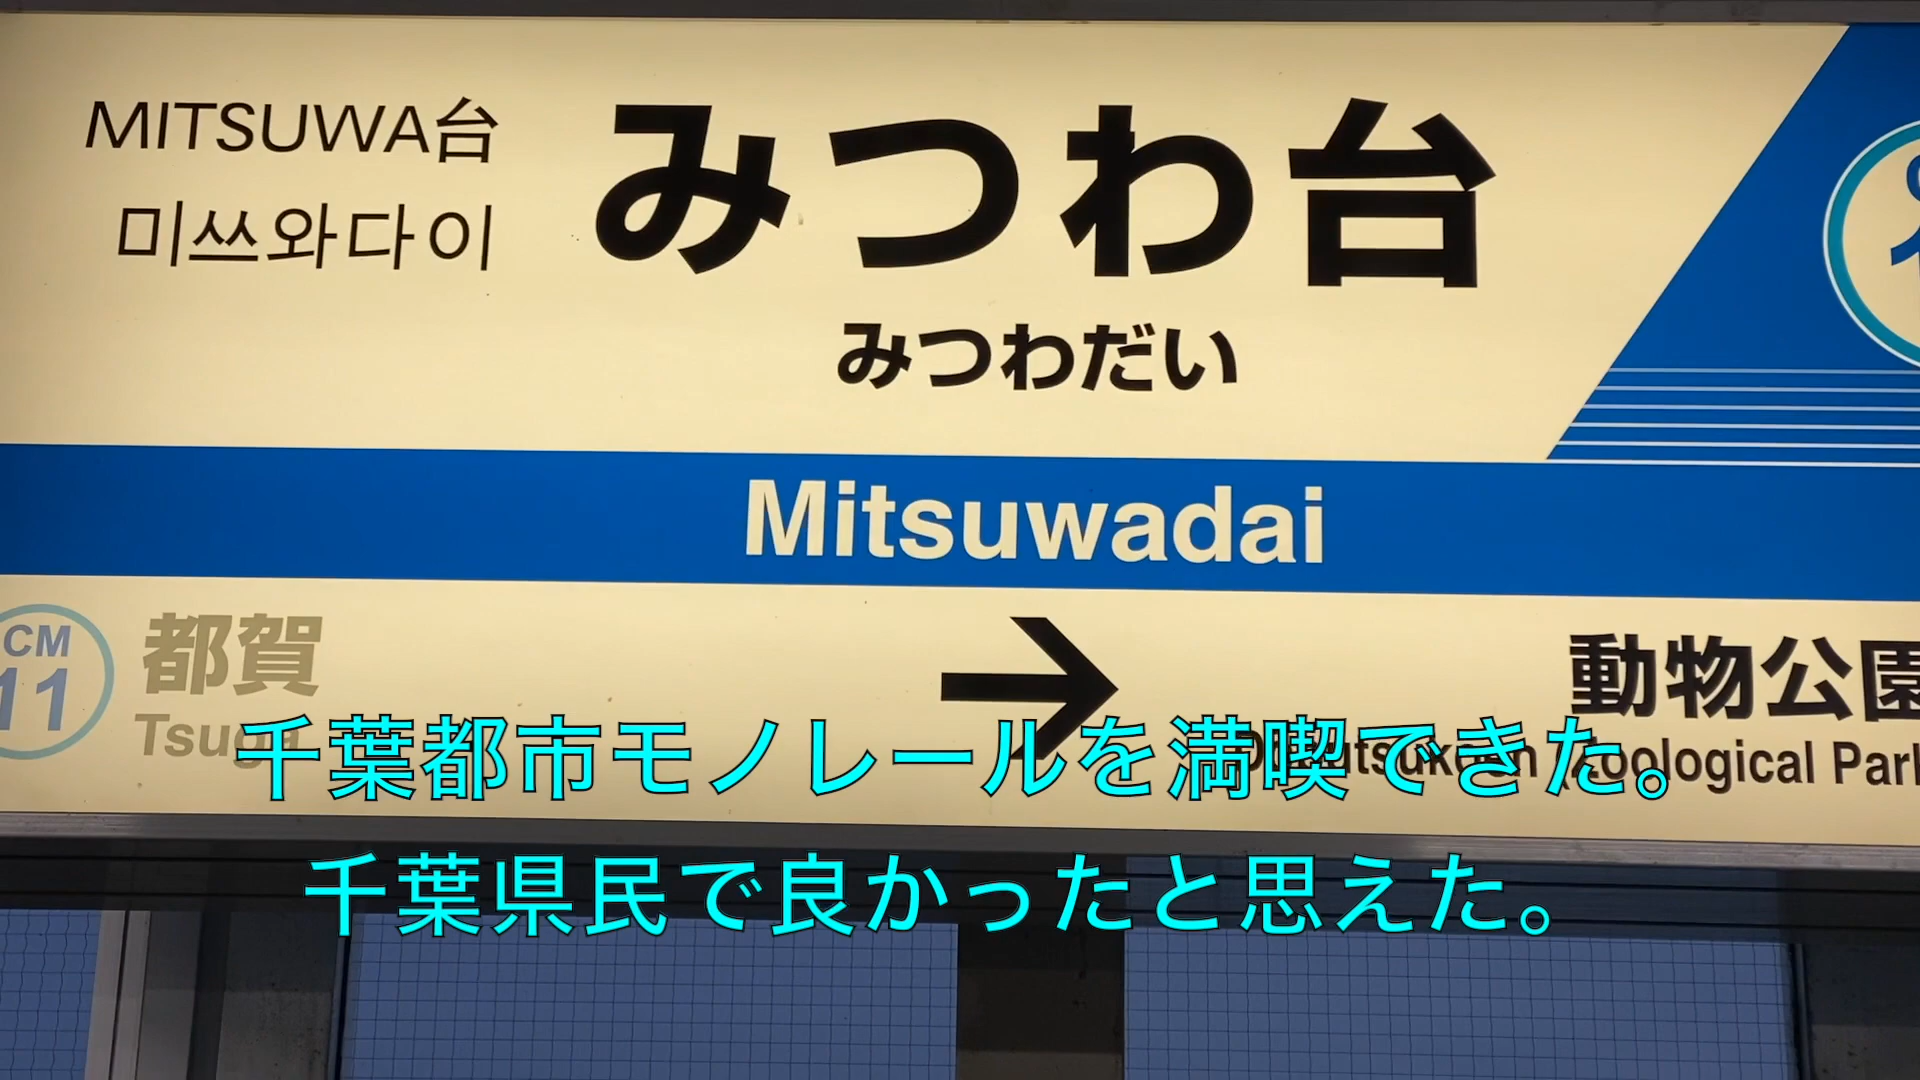 MITSUWA台
미쓰와다이
みつわ台
みつわだい
Mitsuwadai
CM
11
都賀
Tsuga
動物公園
(Zoological Park
千葉都市モノレールを満喫できた。
千葉県民で良かったと思えた。